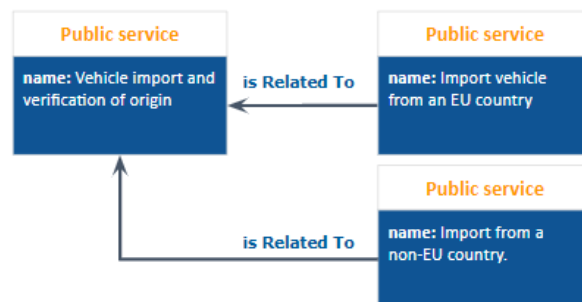 Public service
name: Vehicle import and
verification of origin
is Related To
Public service
name: Import vehicle
from an EU country
Public service
name: Import from a
non-EU country.
is Related To